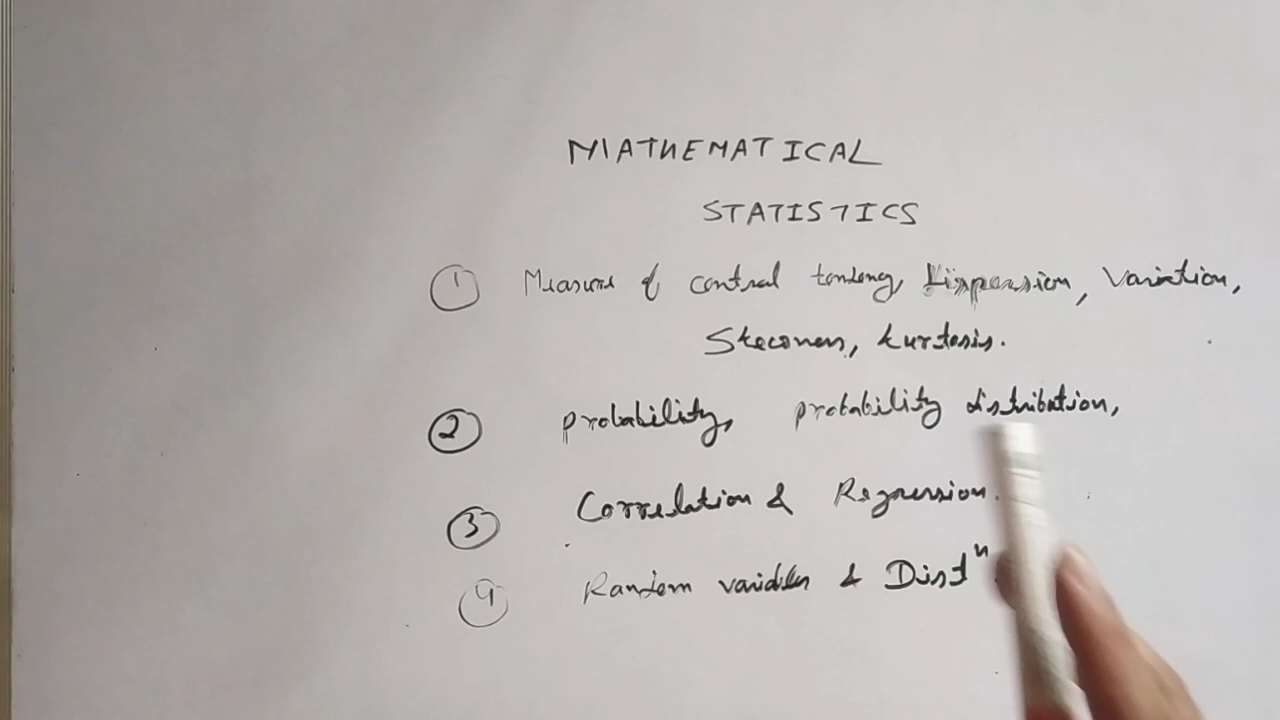 MATHEMATICAL
STATISTICS
① Measure of central tendency, Dispersion, Variation,
Skewness, kurtosis.
② probability, probability distribution,
③ Correlation & Regression.
④ Random variables & Distⁿ